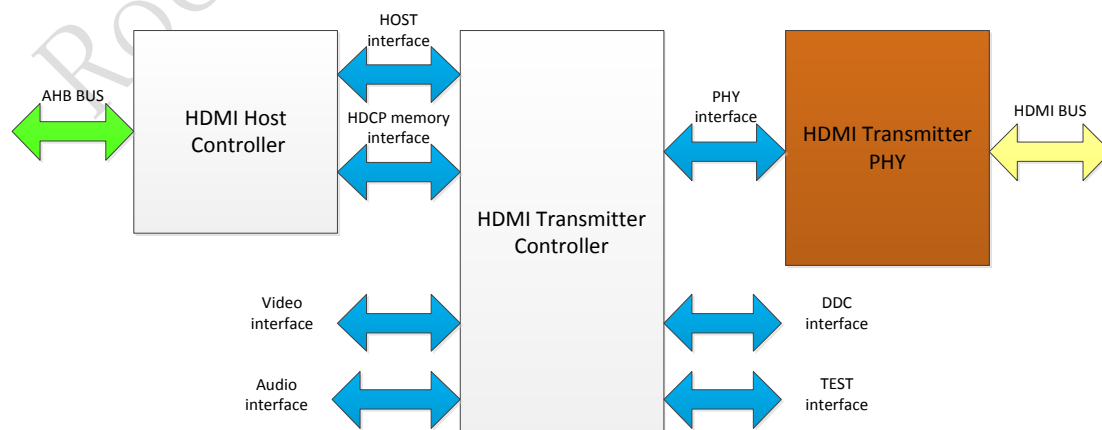 HOST
interface
AHB BUS
HDMI Host
Controller
HDCP memory
interface
PHY
interface
HDMI Transmitter
PHY
HDMI BUS
HDMI Transmitter
Controller
Video
interface
DDC
interface
Audio
interface
TEST
interface